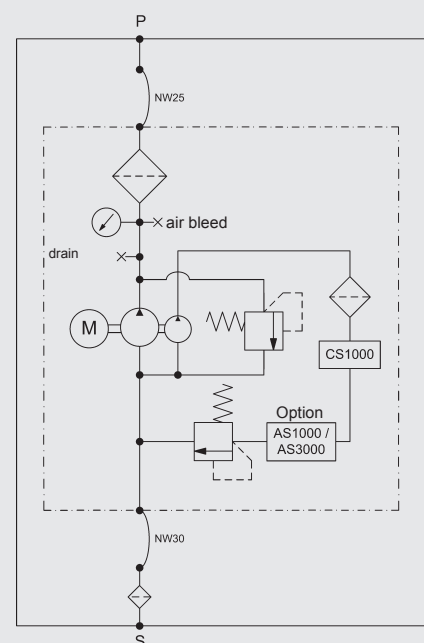 P
NW25
air bleed
drain
M
CS1000
Option
AS1000 /
AS3000
NW30
S